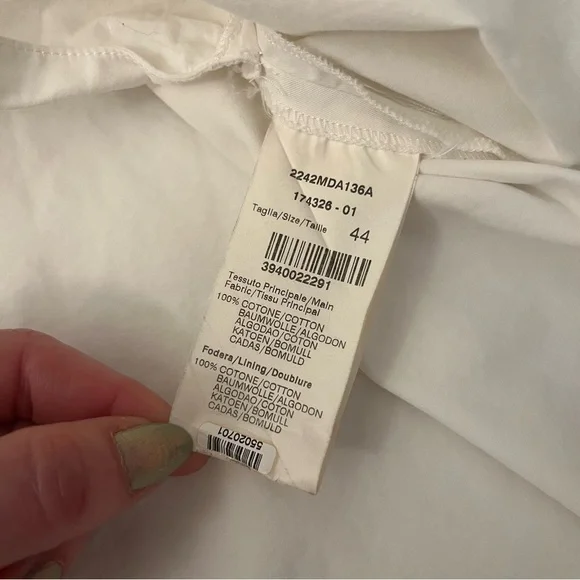 2242MDA136A
174326 - 01
Taglia/Size/Taille 44
3940022291
Tessuto Principale/Main
Fabric/Tissu Principal
100% COTONE/COTTON
BAUMWOLLE/ALGODON
ALGODAO/COTON
KATOEN/BOMULL
CADAS/BOMULD
Fodera/Lining/Doublure
100% COTONE/COTTON
BAUMWOLLE/ALGODON
ALGODAO/COTON
KATOEN/BOMULL
CADAS/BOMULD
55020701